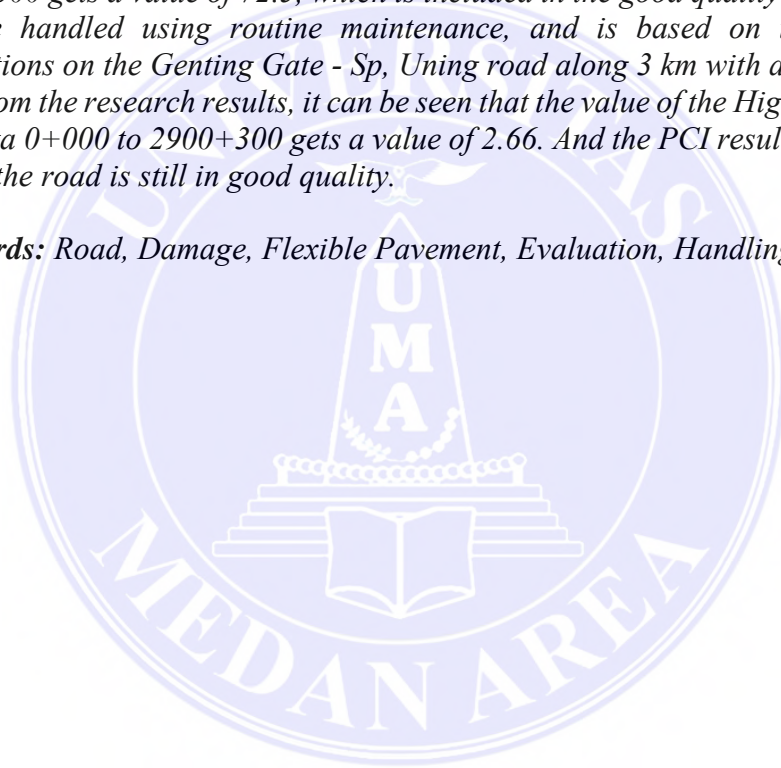 handled using routine maintenance, and is based on
tions on the Genting Gate - Sp, Uning road along 3 km with
om the research results, it can be seen that the value of the Hig
ta 0+000 to 2900+300 gets a value of 2.66. And the PCI resul
the road is still in good quality.
rds: Road, Damage, Flexible Pavement, Evaluation, Handling
UNIVERSITAS
UMA
MEDAN AREA